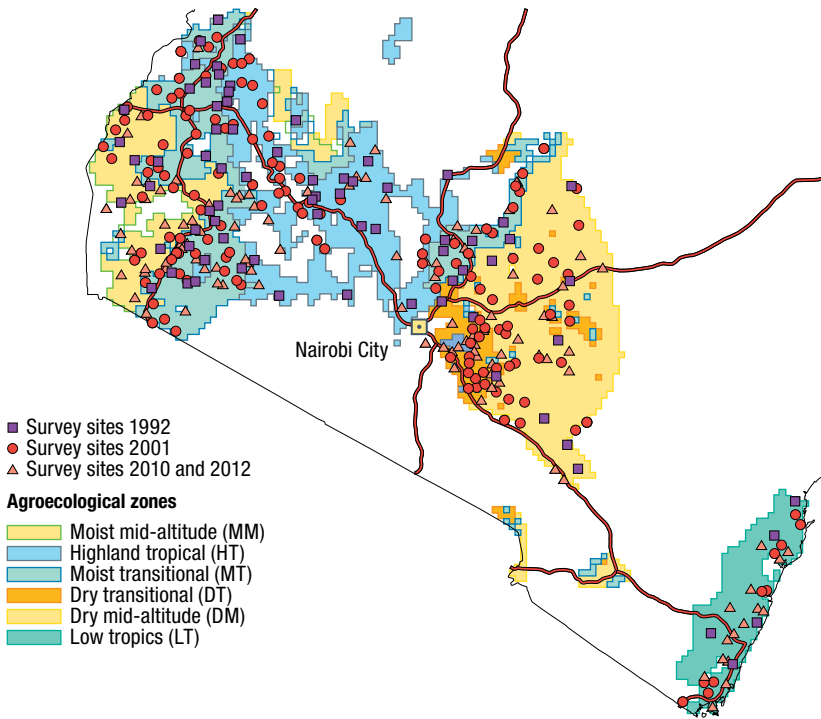 Nairobi City
Survey sites 1992
Survey sites 2001
Survey sites 2010 and 2012
Agroecological zones
Moist mid-altitude (MM)
Highland tropical (HT)
Moist transitional (MT)
Dry transitional (DT)
Dry mid-altitude (DM)
Low tropics (LT)